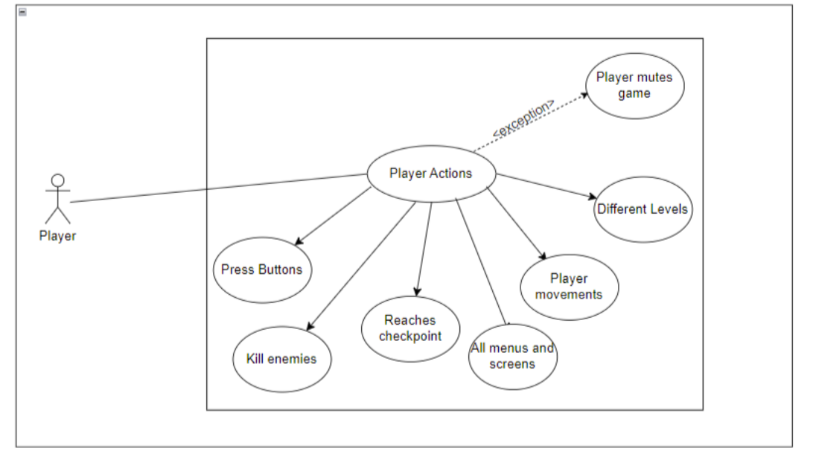 Player mutes
game
<exception>
Player Actions
Different Levels
Player
Press Buttons
Player
movements
Reaches
checkpoint
Kill enemies
All menus and
screens